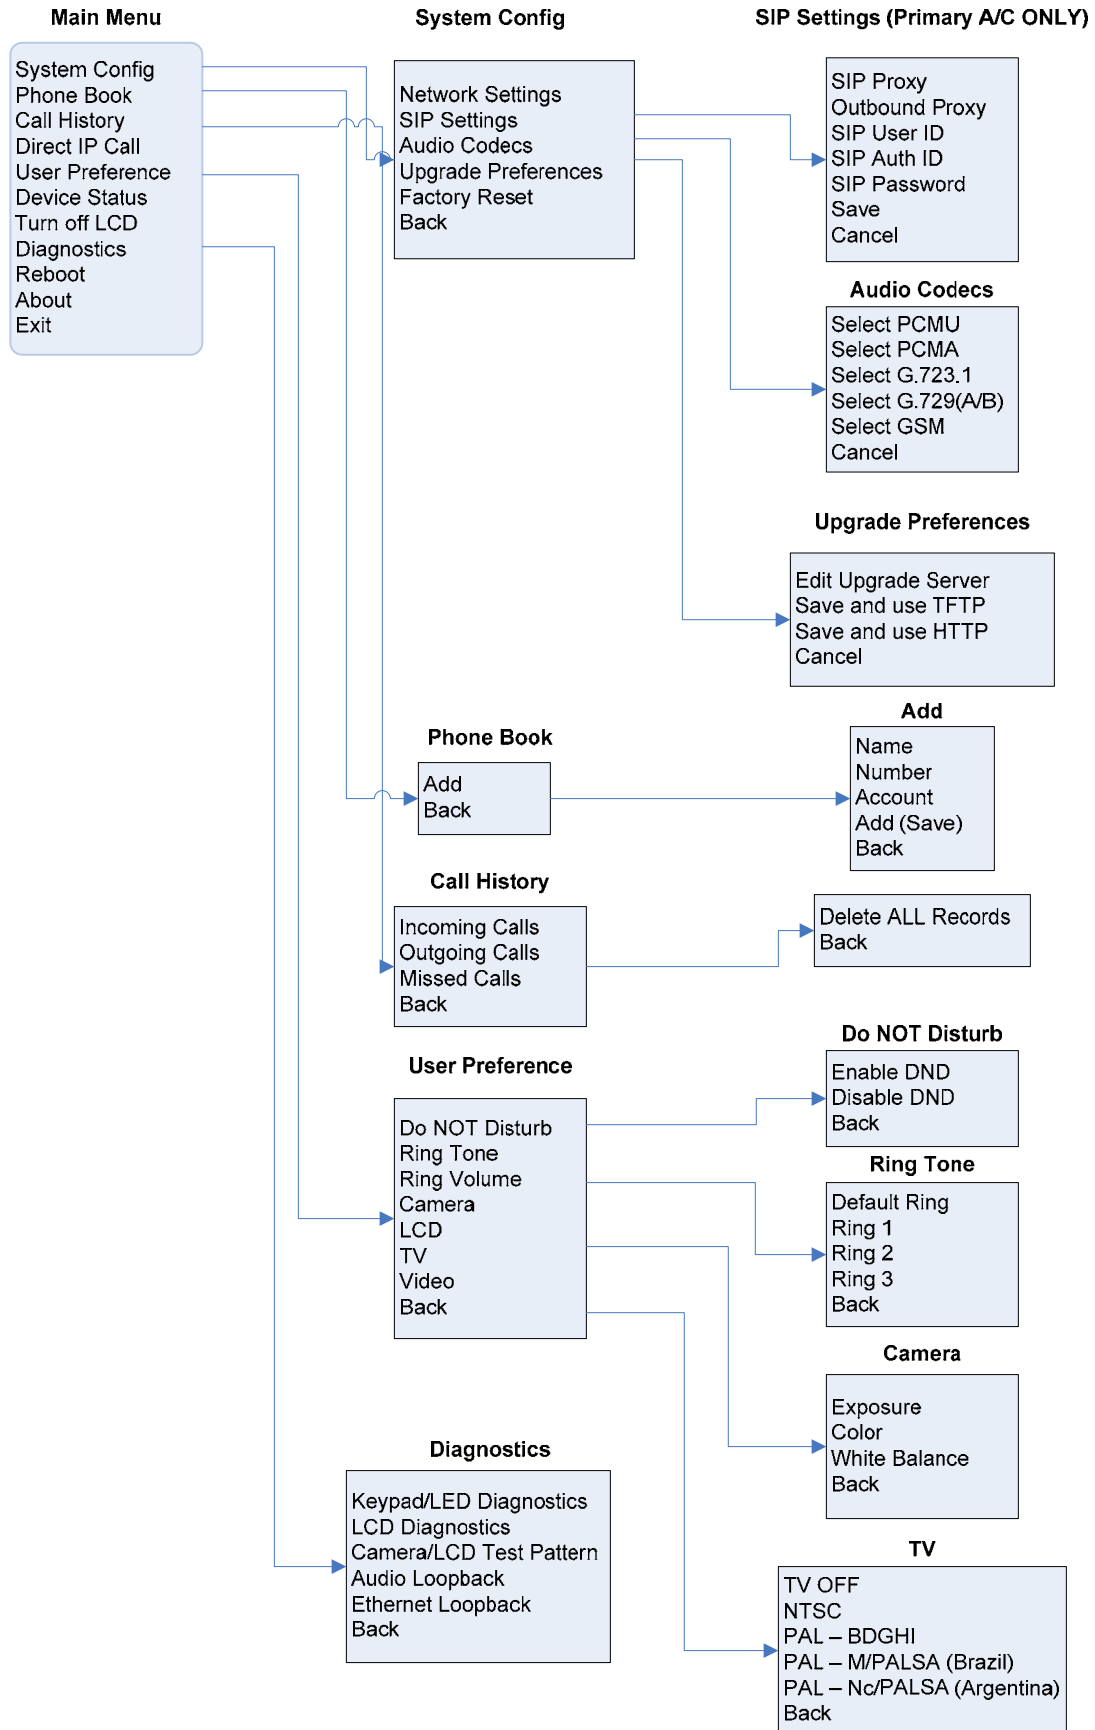 Main Menu
System Config
Phone Book
Call History
Direct IP Call
User Preference
Device Status
Turn off LCD
Diagnostics
Reboot
About
Exit
System Config
Network Settings
SIP Settings
Audio Codecs
Upgrade Preferences
Factory Reset
Back
SIP Settings (Primary A/C ONLY)
SIP Proxy
Outbound Proxy
SIP User ID
SIP Auth ID
SIP Password
Save
Cancel
Audio Codecs
Select PCMU
Select PCMA
Select G.723.1
Select G.729(A/B)
Select GSM
Cancel
Upgrade Preferences
Edit Upgrade Server
Save and use TFTP
Save and use HTTP
Cancel
Phone Book
Add
Back
Add
Name
Number
Account
Add (Save)
Back
Call History
Incoming Calls
Outgoing Calls
Missed Calls
Back
Delete ALL Records
Back
User Preference
Do NOT Disturb
Ring Tone
Ring Volume
Camera
LCD
TV
Video
Back
Do NOT Disturb
Enable DND
Disable DND
Back
Ring Tone
Default Ring
Ring 1
Ring 2
Ring 3
Back
Camera
Exposure
Color
White Balance
Back
Diagnostics
Keypad/LED Diagnostics
LCD Diagnostics
Camera/LCD Test Pattern
Audio Loopback
Ethernet Loopback
Back
TV
TV OFF
NTSC
PAL – BDGHI
PAL – M/PALSA (Brazil)
PAL – Nc/PALSA (Argentina)
Back